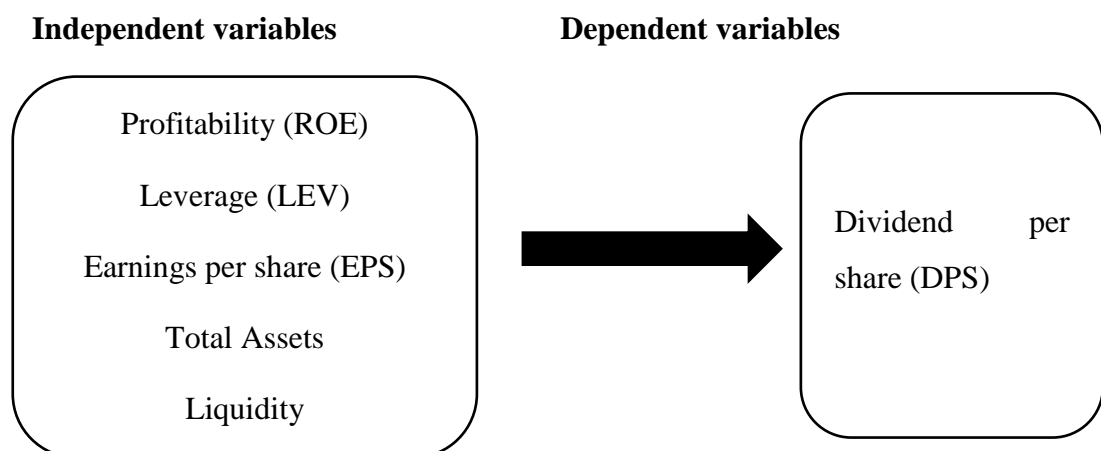 Independent variables
Dependent variables
Profitability (ROE)
Leverage (LEV)
Earnings per share (EPS)
Total Assets
Liquidity
Dividend per
share (DPS)